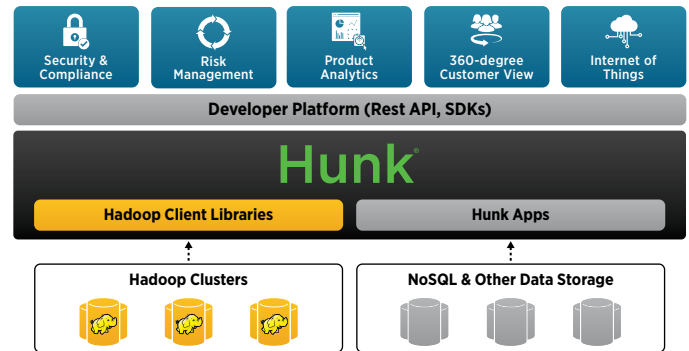 Security &
Compliance
Risk
Management
Product
Analytics
360-degree
Customer View
Internet of
Things
Developer Platform (Rest API, SDKs)
Hunk®
Hadoop Client Libraries
Hunk Apps
Hadoop Clusters
NoSQL & Other Data Storage